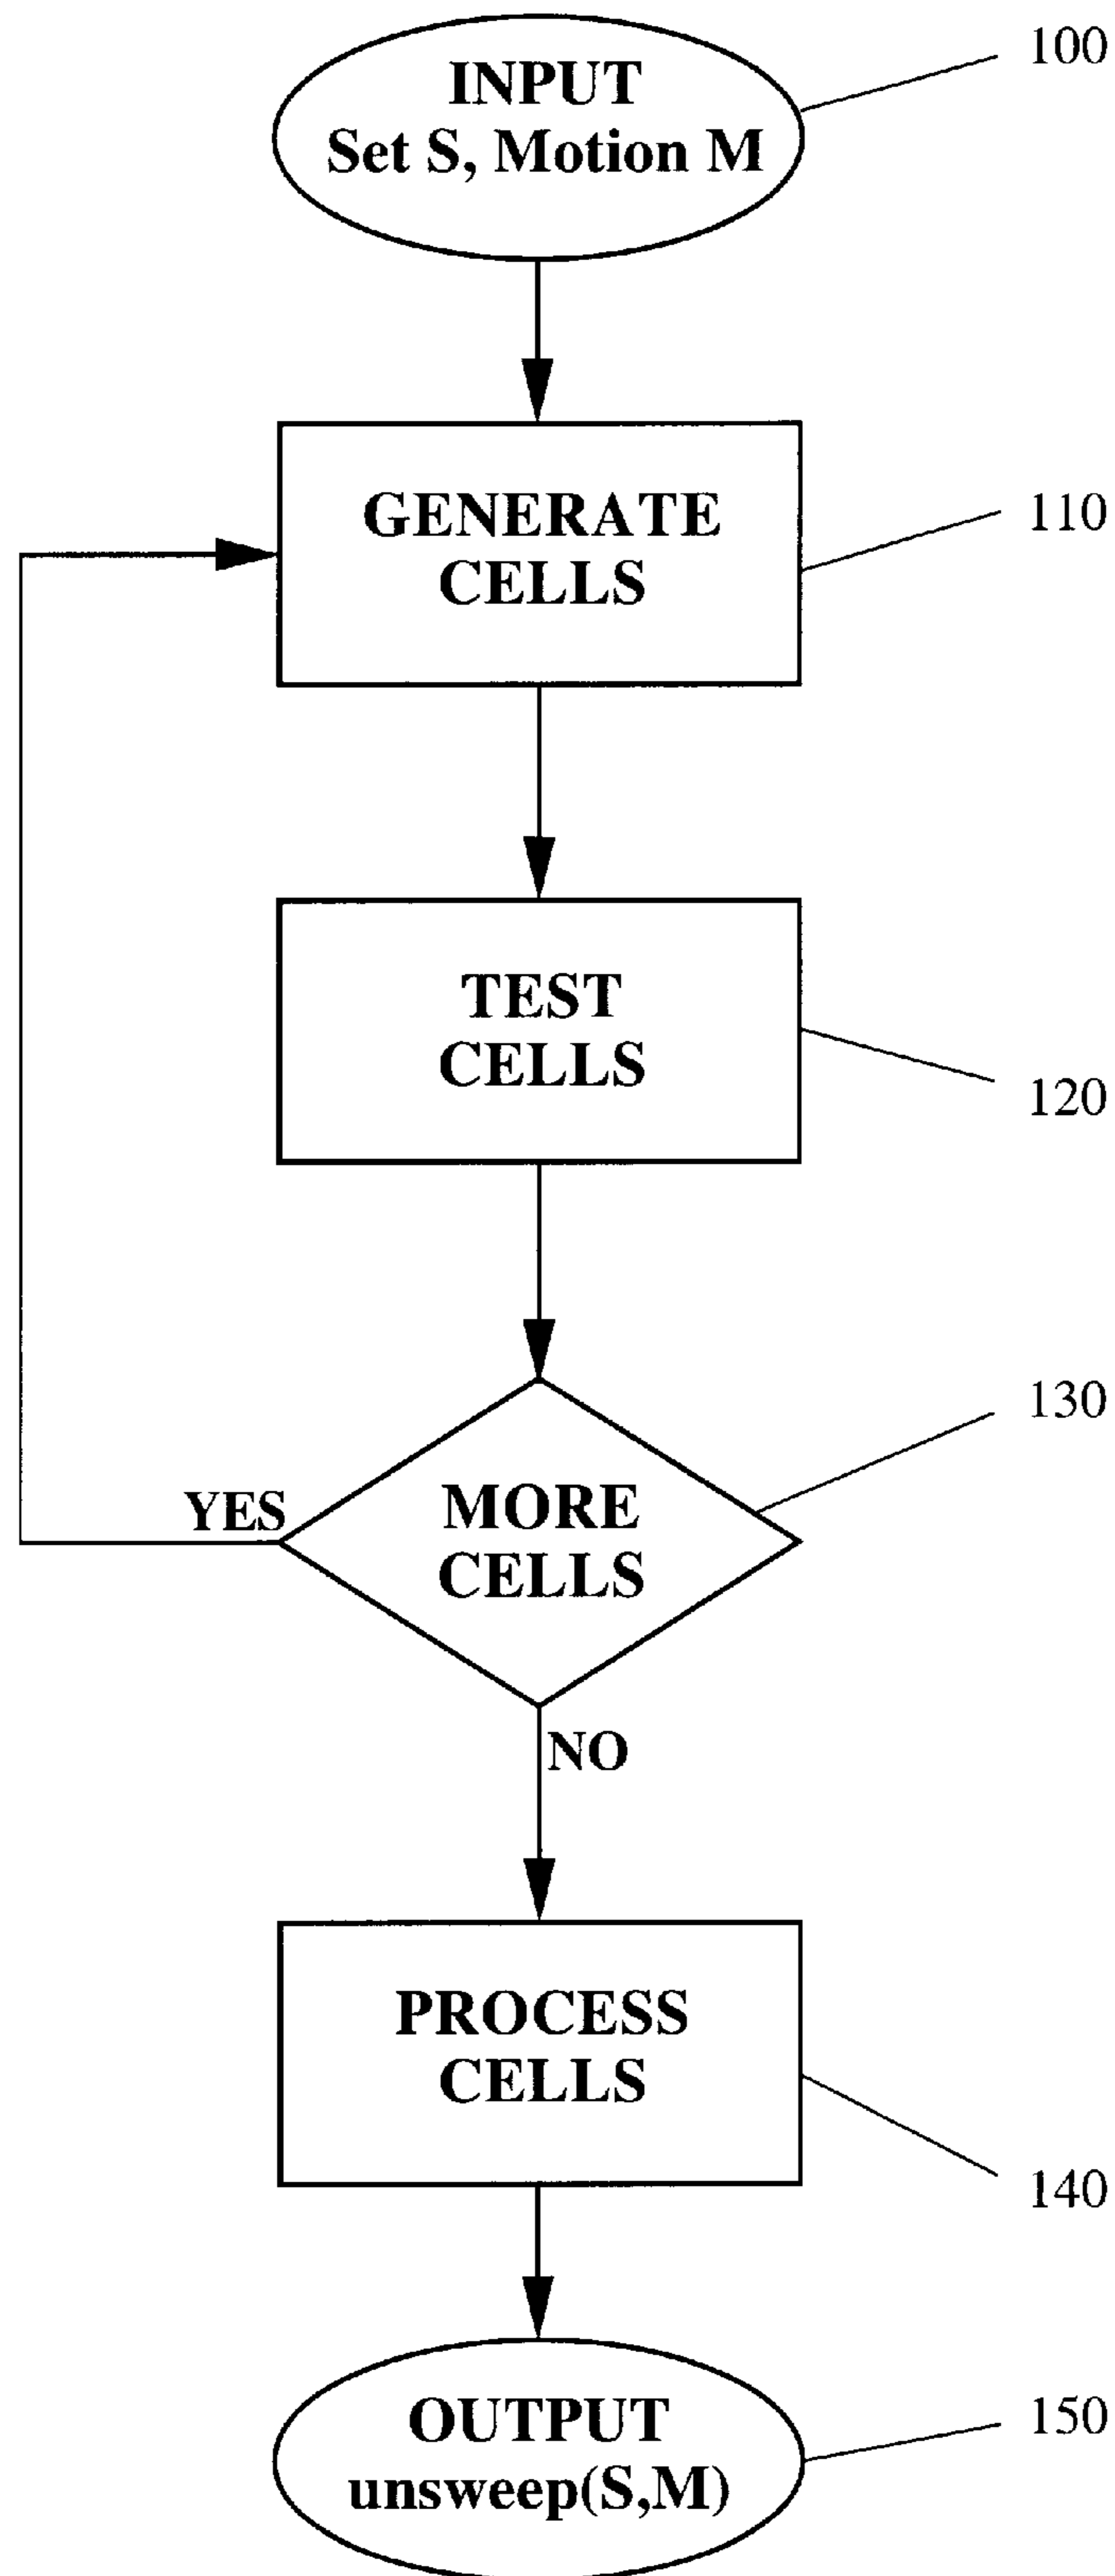 INPUT
Set S, Motion M
100
GENERATE
CELLS
110
TEST
CELLS
120
130
MORE
CELLS
YES
NO
PROCESS
CELLS
140
OUTPUT
unsweep(S,M)
150